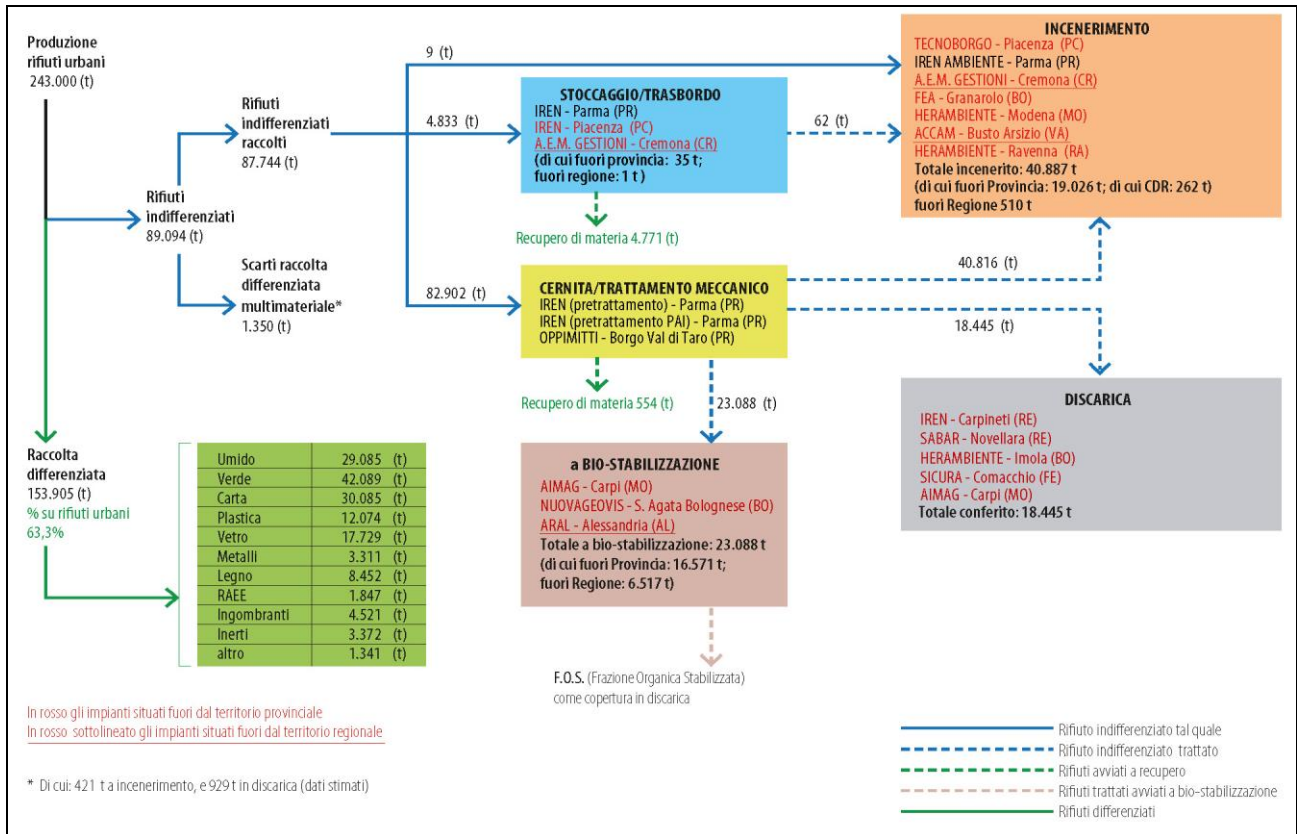 Produzione
rifiuti urbani
243.000 (t)
Rifiuti
indifferenziati
89.094 (t)
Rifiuti
indifferenziati
raccolti
87.744 (t)
Scarti raccolta
differenziata
multimateriale*
1.350 (t)
9 (t)
4.833 (t)
82.902 (t)
STOCCAGGIO/TRASBORDO
IREN - Parma (PR)
IREN - Piacenza (PC)
A.E.M. GESTIONI - Cremona (CR)
(di cui fuori provincia: 35 t;
fuori regione: 1 t )
62 (t)
Recupero di materia 4.771 (t)
INCENERIMENTO
TECNOBORGO - Piacenza (PC)
IREN AMBIENTE - Parma (PR)
A.E.M. GESTIONI - Cremona (CR)
FEA - Granarolo (BO)
HERAMBIENTE - Modena (MO)
ACCAM - Busto Arsizio (VA)
HERAMBIENTE - Ravenna (RA)
Totale incenerito: 40.887 t
(di cui fuori Provincia: 19.026 t; di cui CDR: 262 t)
fuori Regione 510 t
CERNITA/TRATTAMENTO MECCANICO
IREN (pretrattamento) - Parma (PR)
IREN (pretrattamento PAI) - Parma (PR)
OPPIMITTI - Borgo Val di Taro (PR)
40.816 (t)
18.445 (t)
Recupero di materia 554 (t)
23.088 (t)
DISCARICA
IREN - Carpineti (RE)
SABAR - Novellara (RE)
HERAMBIENTE - Imola (BO)
SICURA - Comacchio (FE)
AIMAG - Carpi (MO)
Totale conferito: 18.445 t
a BIO-STABILIZZAZIONE
AIMAG - Carpi (MO)
NUOVAGEOVIS - S. Agata Bolognese (BO)
ARAL - Alessandria (AL)
Totale a bio-stabilizzazione: 23.088 t
(di cui fuori Provincia: 16.571 t;
fuori Regione: 6.517 t)
F.O.S. (Frazione Organica Stabilizzata)
come copertura in discarica
Raccolta
differenziata
153.905 (t)
% su rifiuti urbani
63,3%
Umido 29.085 (t)
Verde 42.089 (t)
Carta 30.085 (t)
Plastica 12.074 (t)
Vetro 17.729 (t)
Metalli 3.311 (t)
Legno 8.452 (t)
RAEE 1.847 (t)
Ingombranti 4.521 (t)
Inerti 3.372 (t)
altro 1.341 (t)
In rosso gli impianti situati fuori dal territorio provinciale
In rosso sottolineato gli impianti situati fuori dal territorio regionale
* Di cui: 421 t a incenerimento, e 929 t in discarica (dati stimati)
Rifiuto indifferenziato tal quale
Rifiuto indifferenziato trattato
Rifiuti avviati a recupero
Rifiuti trattati avviati a bio-stabilizzazione
Rifiuti differenziati